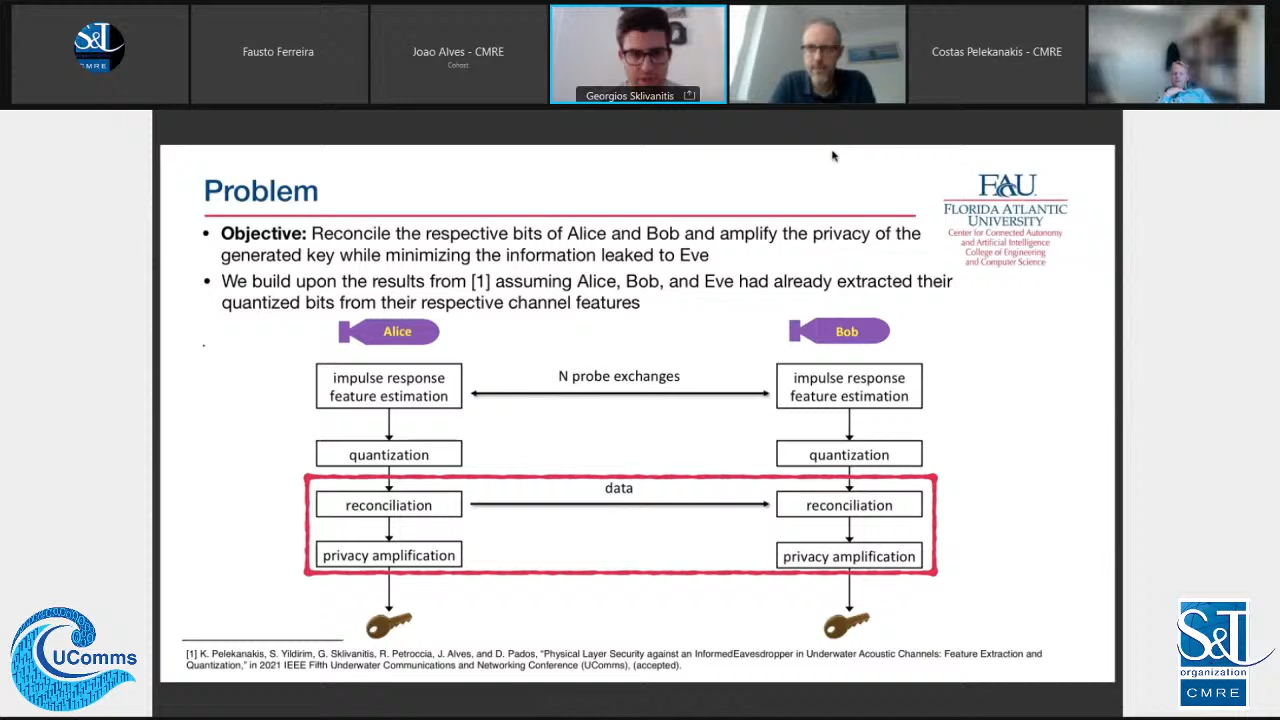 S&T
CMRE
Fausto Ferreira
Joao Alves - CMRE
Cohost
Georgios Sklivanitis
Costas Pelekanakis - CMRE
Problem
FAU
FLORIDA ATLANTIC
UNIVERSITY
Center for Connected Autonomy
and Artificial Intelligence
College of Engineering
and Computer Science
• Objective: Reconcile the respective bits of Alice and Bob and amplify the privacy of the
generated key while minimizing the information leaked to Eve
• We build upon the results from [1] assuming Alice, Bob, and Eve had already extracted their
quantized bits from their respective channel features
Alice
Bob
impulse response
feature estimation
N probe exchanges
impulse response
feature estimation
quantization
quantization
data
reconciliation
reconciliation
privacy amplification
privacy amplification
[1] K. Pelekanakis, S. Yildirim, G. Sklivanitis, R. Petroccia, J. Alves, and D. Pados, “Physical Layer Security against an InformedEavesdropper in Underwater Acoustic Channels: Feature Extraction and
Quantization,” in 2021 IEEE Fifth Underwater Communications and Networking Conference (UComms), (accepted).
UComms
S&T
organization
CMRE